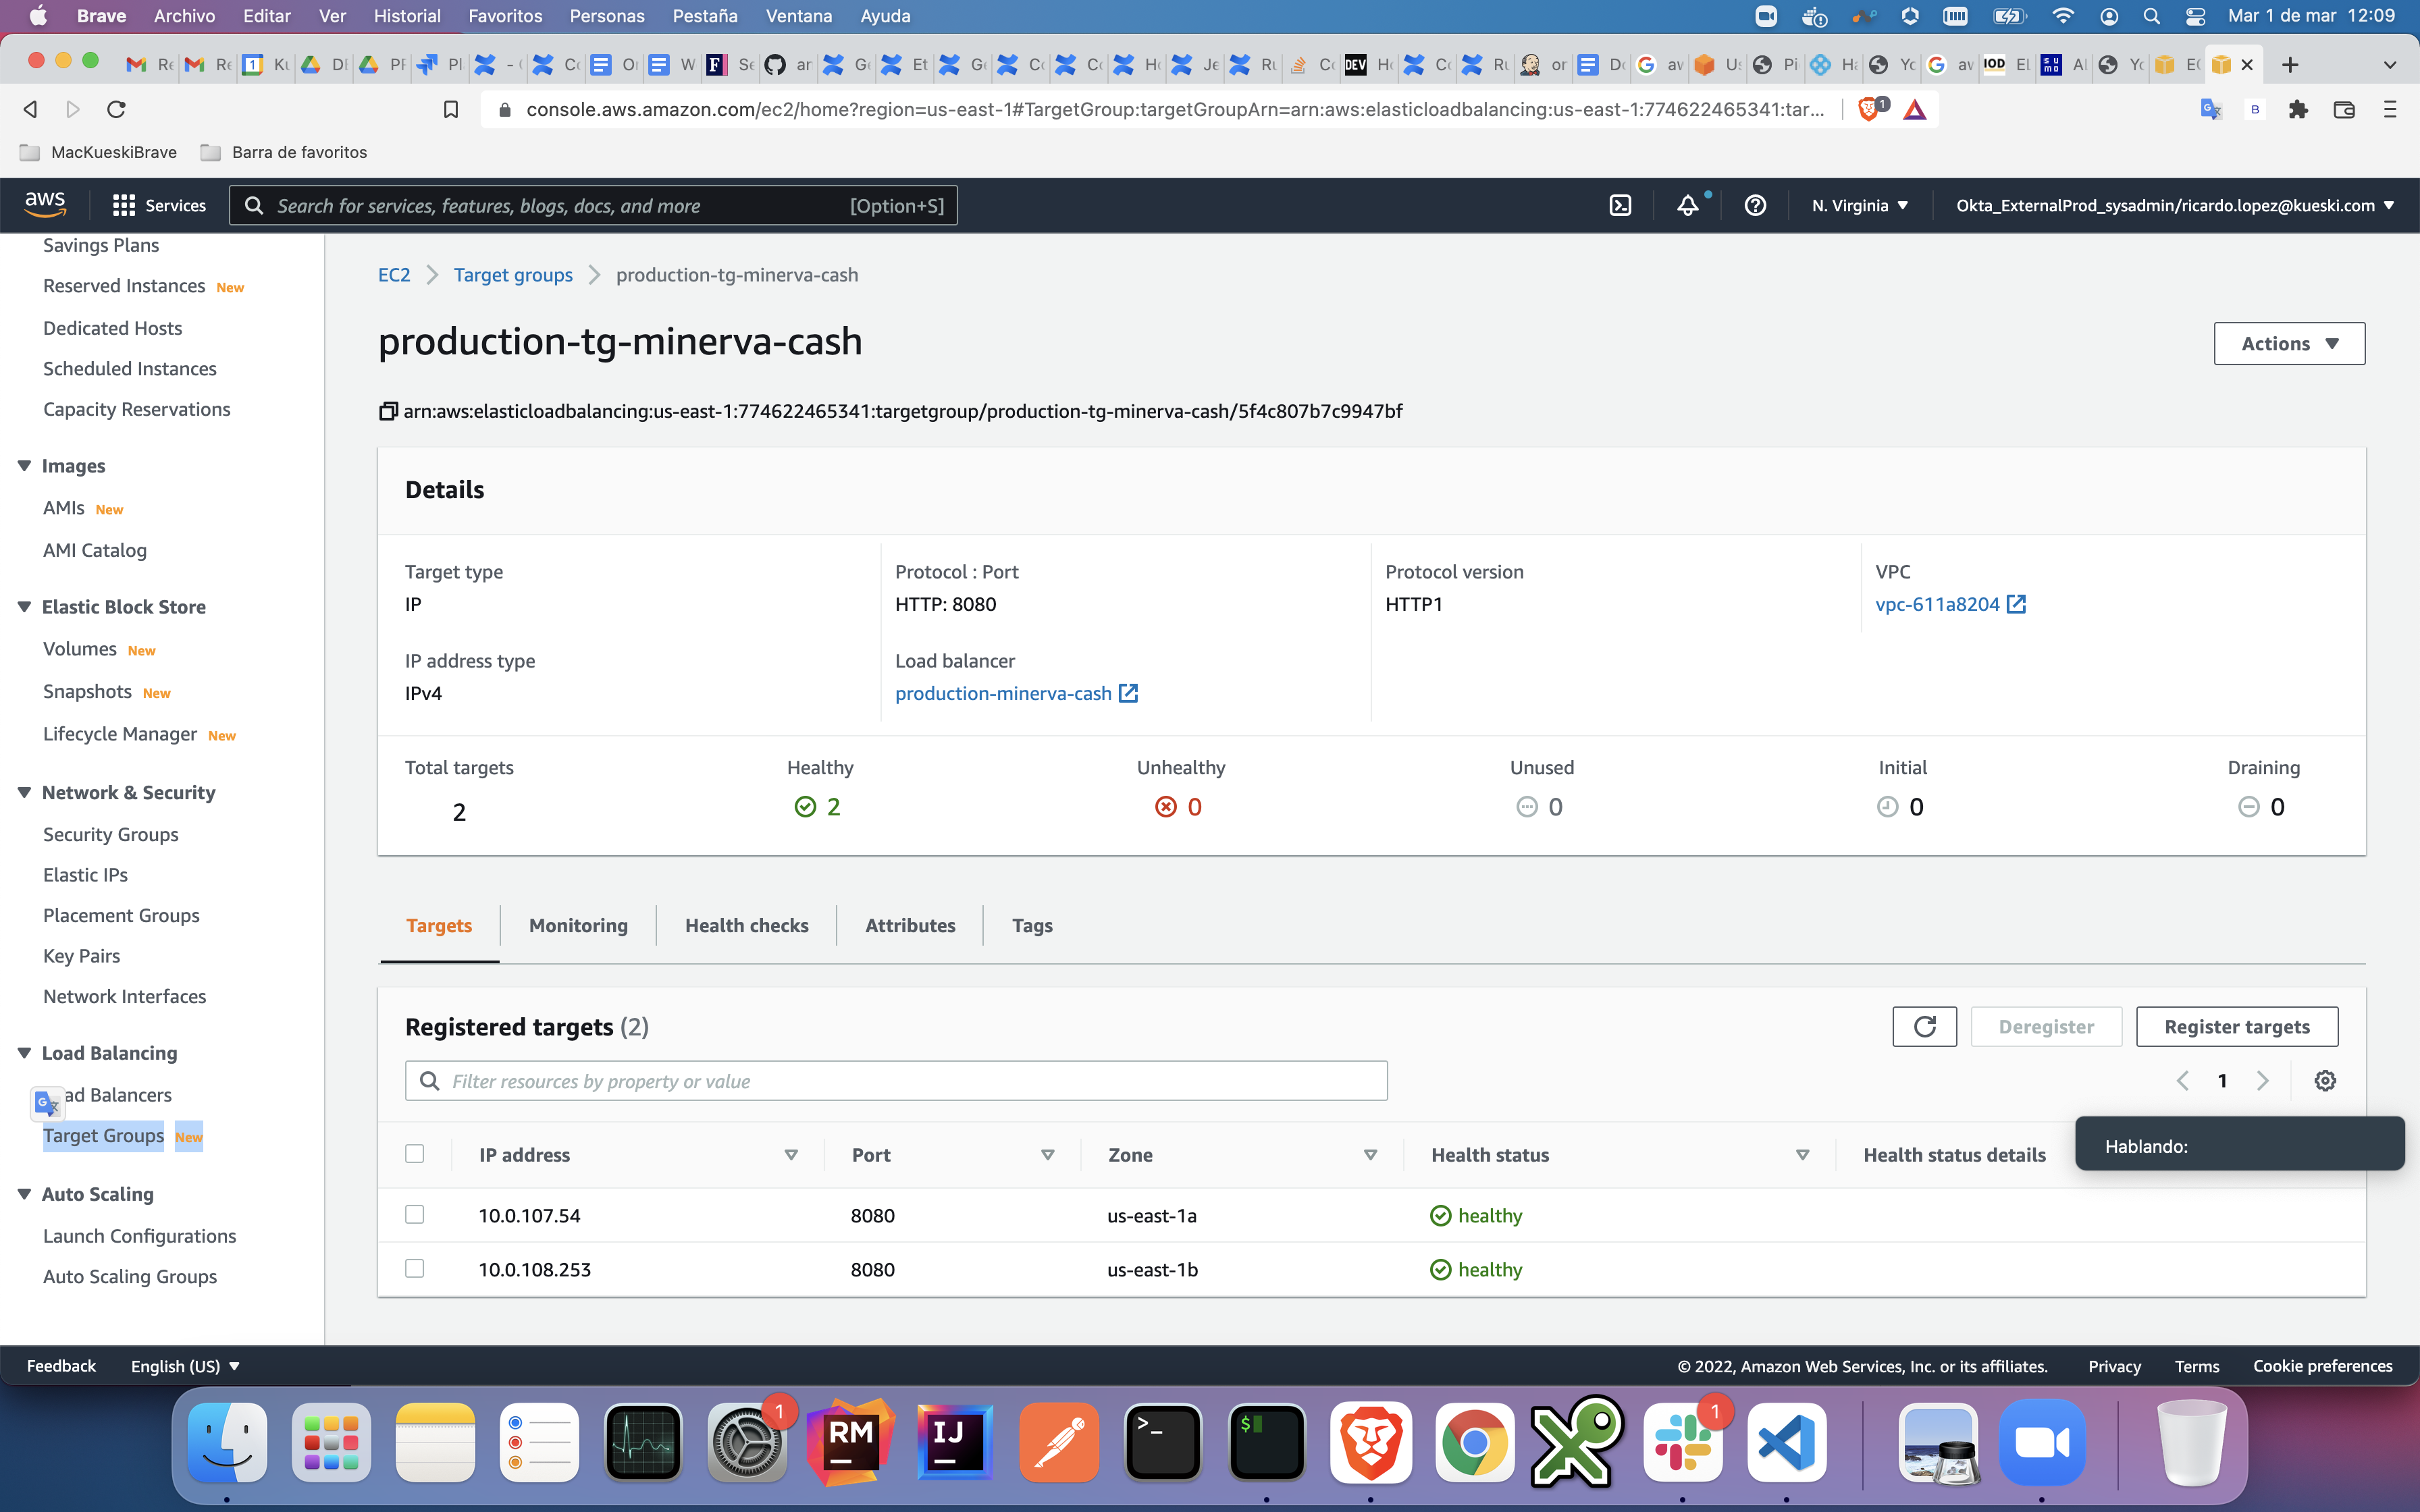 Brave Archivo Editar Ver Historial Favoritos Personas Pestaña Ventana Ayuda Mar 1 de mar 12:09
console.aws.amazon.com/ec2/home?region=us-east-1#TargetGroup:targetGroupArn=arn:aws:elasticloadbalancing:us-east-1:774622465341:tar... 1
MacKueskiBrave Barra de favoritos
aws Services Search for services, features, blogs, docs, and more [Option+S] N. Virginia Okta_ExternalProd_sysadmin/ricardo.lopez@kueski.com
Savings Plans
Reserved Instances New
Dedicated Hosts
Scheduled Instances
Capacity Reservations
Images
AMIs New
AMI Catalog
Elastic Block Store
Volumes New
Snapshots New
Lifecycle Manager New
Network & Security
Security Groups
Elastic IPs
Placement Groups
Key Pairs
Network Interfaces
Load Balancing
ad Balancers
Target Groups New
Auto Scaling
Launch Configurations
Auto Scaling Groups
EC2 Target groups production-tg-minerva-cash
production-tg-minerva-cash
Actions
arn:aws:elasticloadbalancing:us-east-1:774622465341:targetgroup/production-tg-minerva-cash/5f4c807b7c9947bf
Details
Target type Protocol : Port Protocol version VPC
IP HTTP: 8080 HTTP1 vpc-611a8204
IP address type Load balancer
IPv4 production-minerva-cash
Total targets Healthy Unhealthy Unused Initial Draining
2 2 0 0 0 0
Targets Monitoring Health checks Attributes Tags
Registered targets (2) Deregister Register targets
Filter resources by property or value 1
IP address Port Zone Health status Health status details
Hablando:
10.0.107.54 8080 us-east-1a healthy
10.0.108.253 8080 us-east-1b healthy
Feedback English (US) © 2022, Amazon Web Services, Inc. or its affiliates. Privacy Terms Cookie preferences
1 RM IJ >_ $ 1